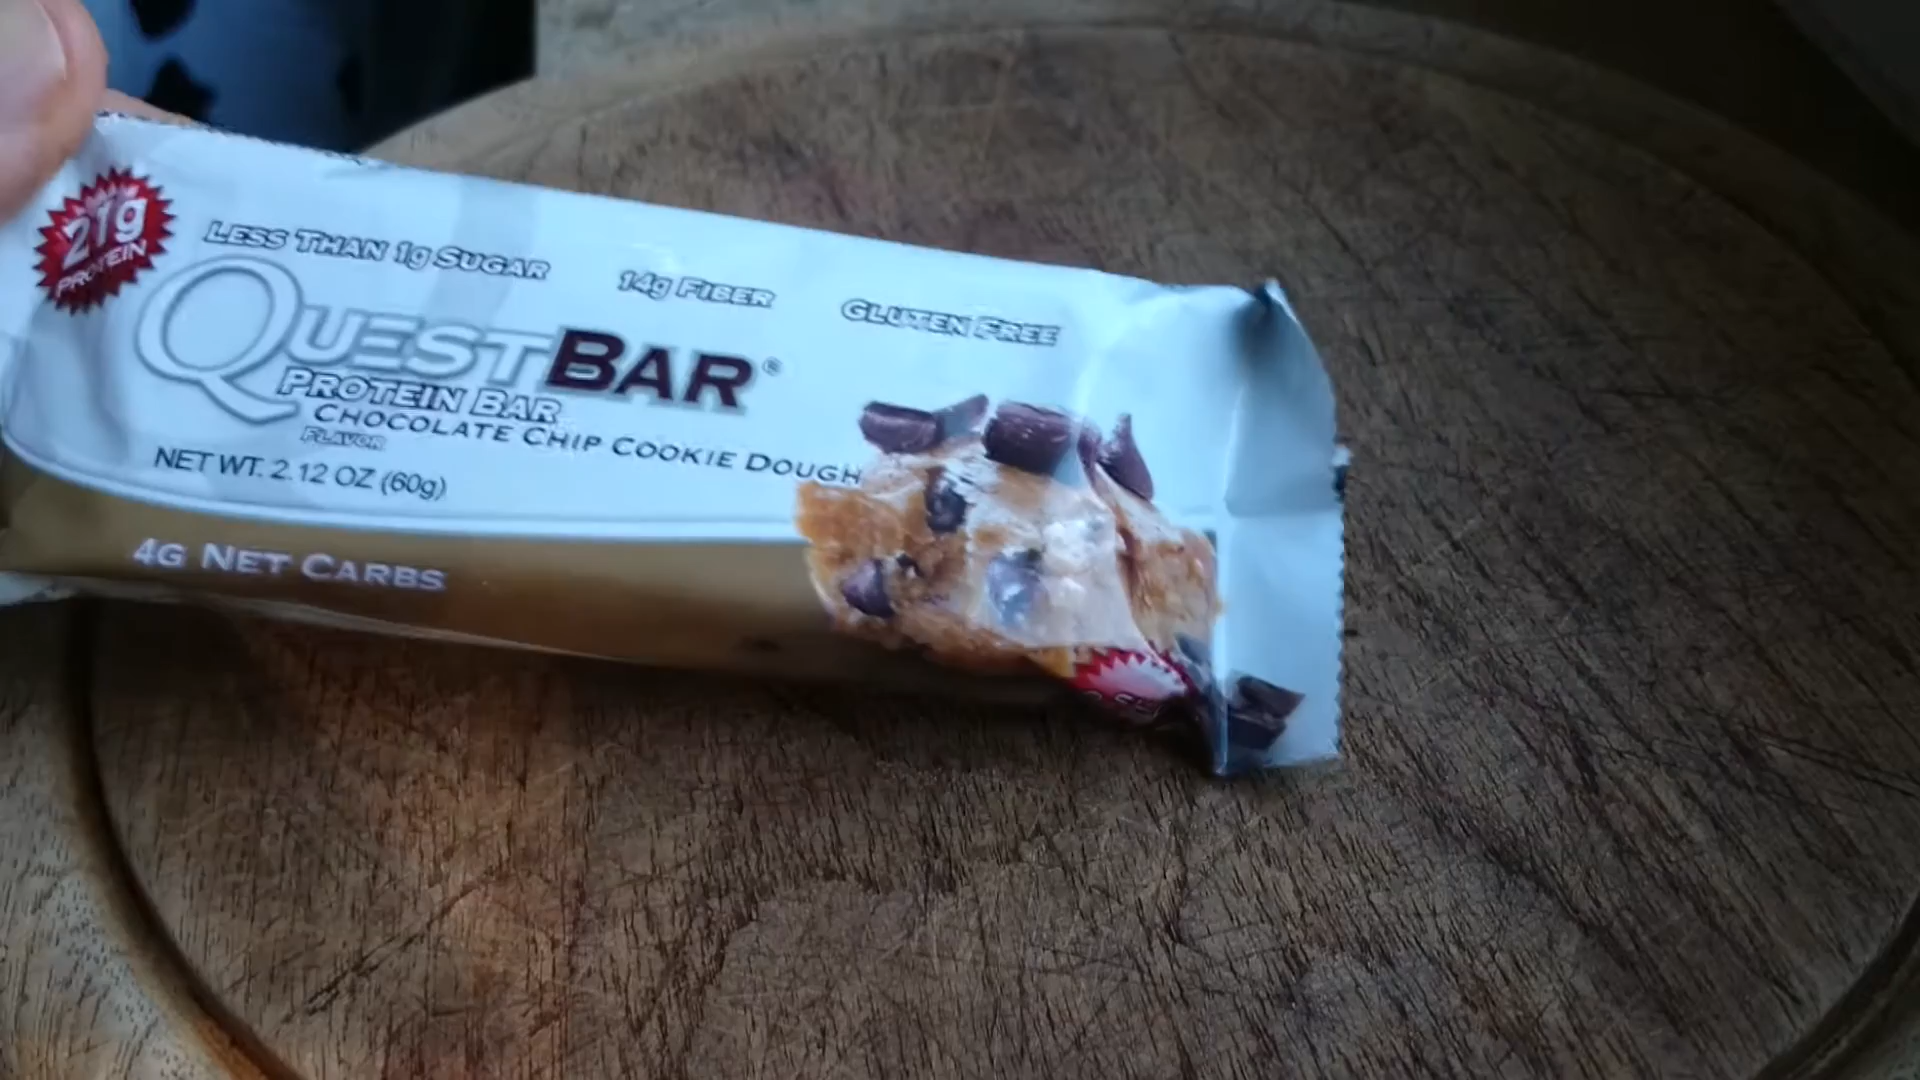 21g
PROTEIN
LESS THAN 1g SUGAR
14g FIBER
GLUTEN FREE
QUESTBAR®
PROTEIN BAR
CHOCOLATE CHIP COOKIE DOUGH
FLAVOR
NET WT. 2.12 OZ (60g)
4G NET CARBS